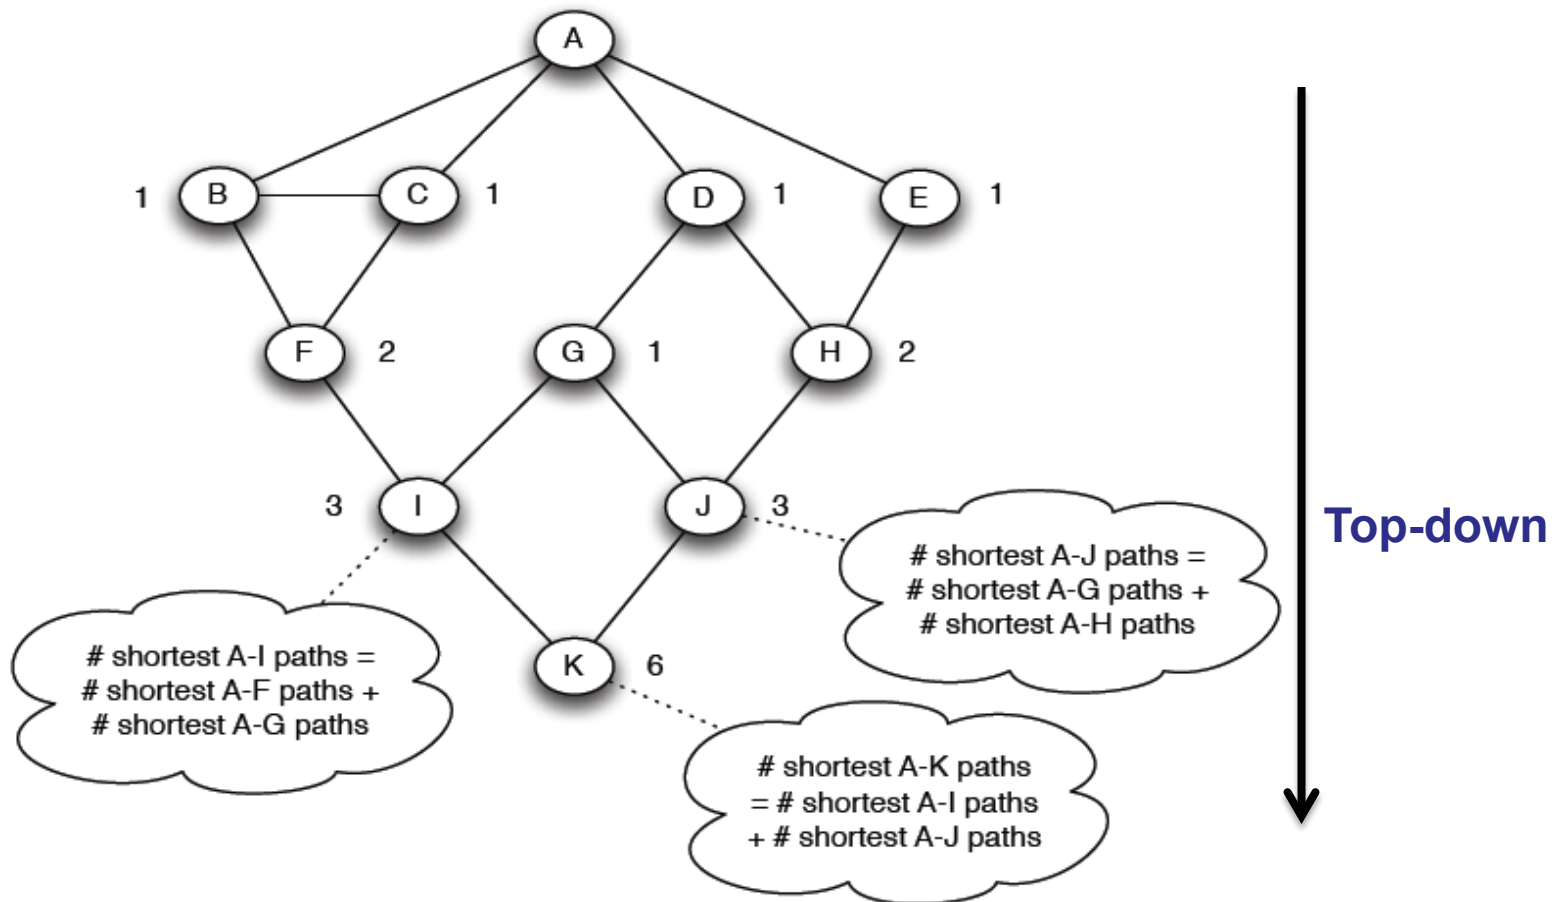 A
1 B C 1 D 1 E 1
F 2 G 1 H 2
3 I J 3
Top-down
# shortest A-J paths =
# shortest A-G paths +
# shortest A-H paths
# shortest A-I paths =
# shortest A-F paths +
# shortest A-G paths
K 6
# shortest A-K paths
= # shortest A-I paths
+ # shortest A-J paths